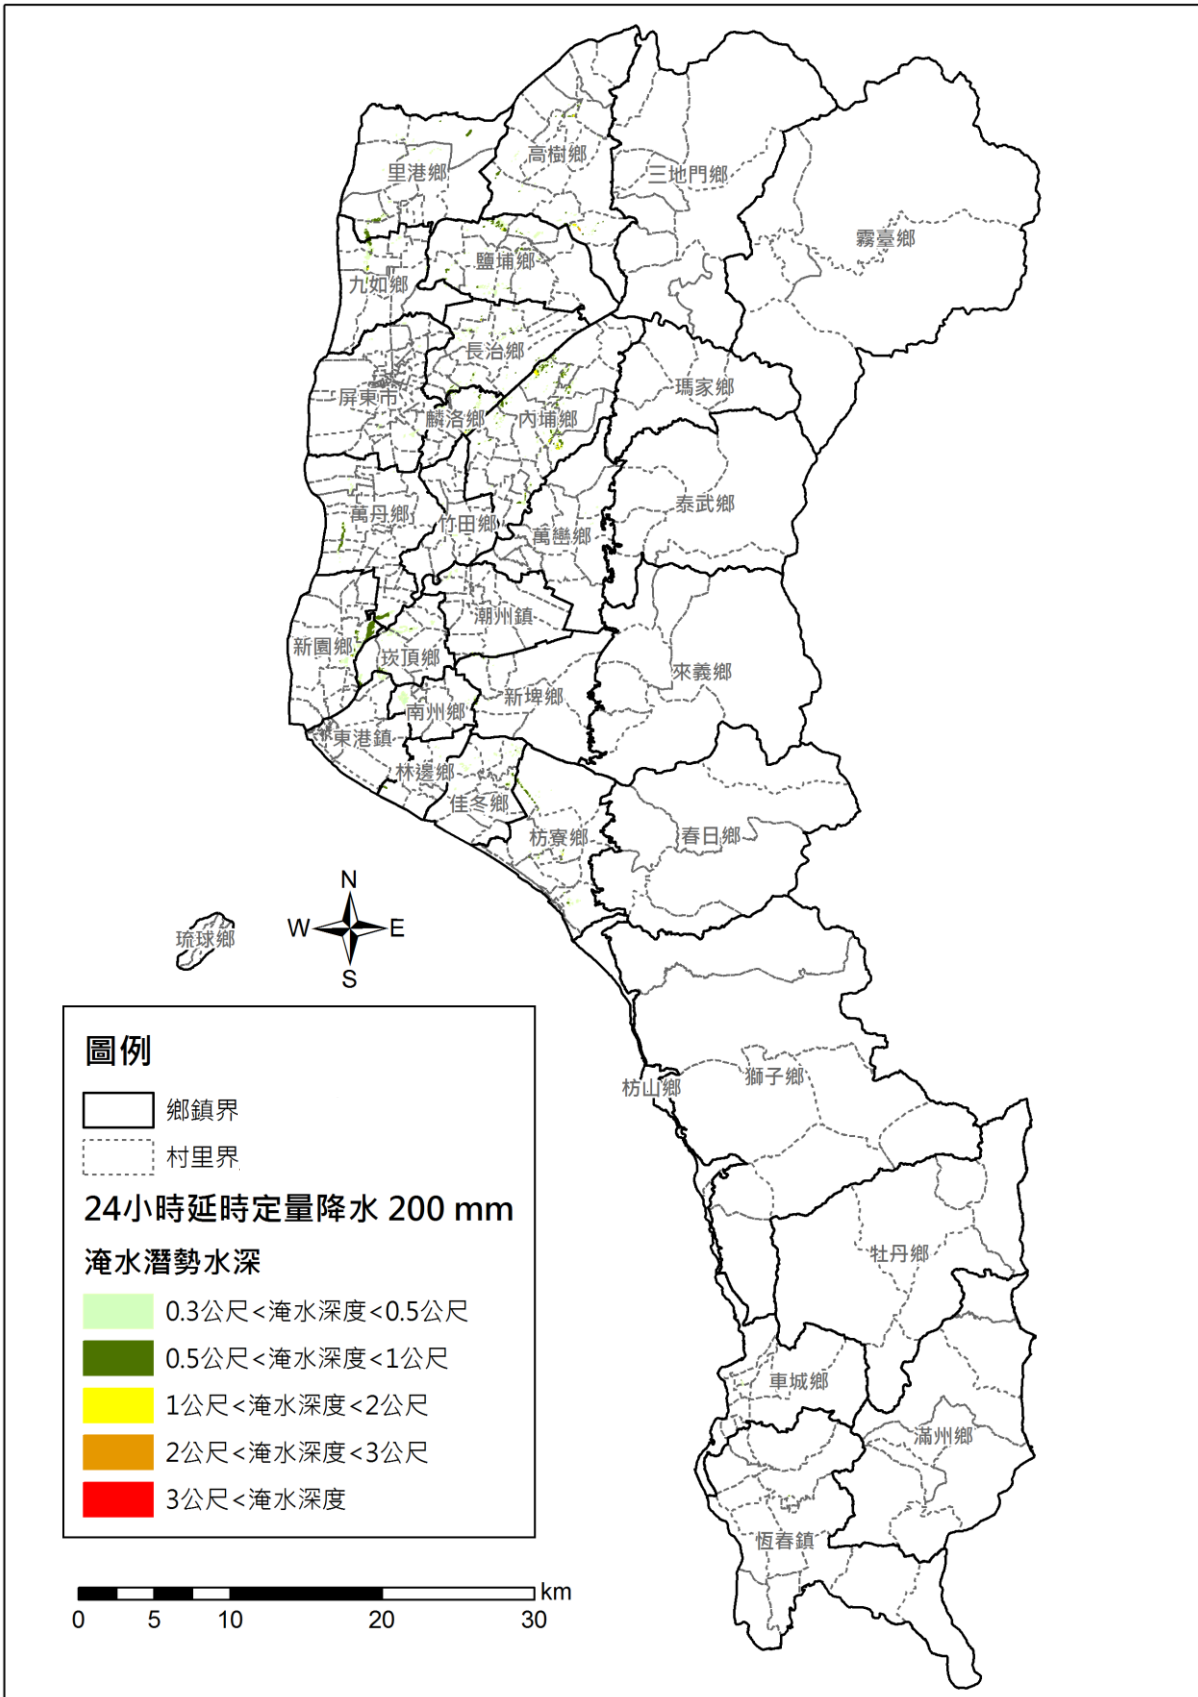 高樹鄉
里港鄉
三地門鄉
霧臺鄉
鹽埔鄉
九如鄉
長治鄉
瑪家鄉
屏東市
麟洛鄉
內埔鄉
泰武鄉
萬丹鄉
竹田鄉
萬巒鄉
潮州鎮
新園鄉
崁頂鄉
來義鄉
新埤鄉
南州鄉
東港鎮
林邊鄉
佳冬鄉
枋寮鄉
春日鄉
N
W
E
S
琉球鄉
獅子鄉
枋山鄉
牡丹鄉
車城鄉
滿州鄉
恆春鎮
圖例
鄉鎮界
村里界
24小時延時定量降水 200 mm
淹水潛勢水深
0.3公尺<淹水深度<0.5公尺
0.5公尺<淹水深度<1公尺
1公尺<淹水深度<2公尺
2公尺<淹水深度<3公尺
3公尺<淹水深度
km
0 5 10 20 30